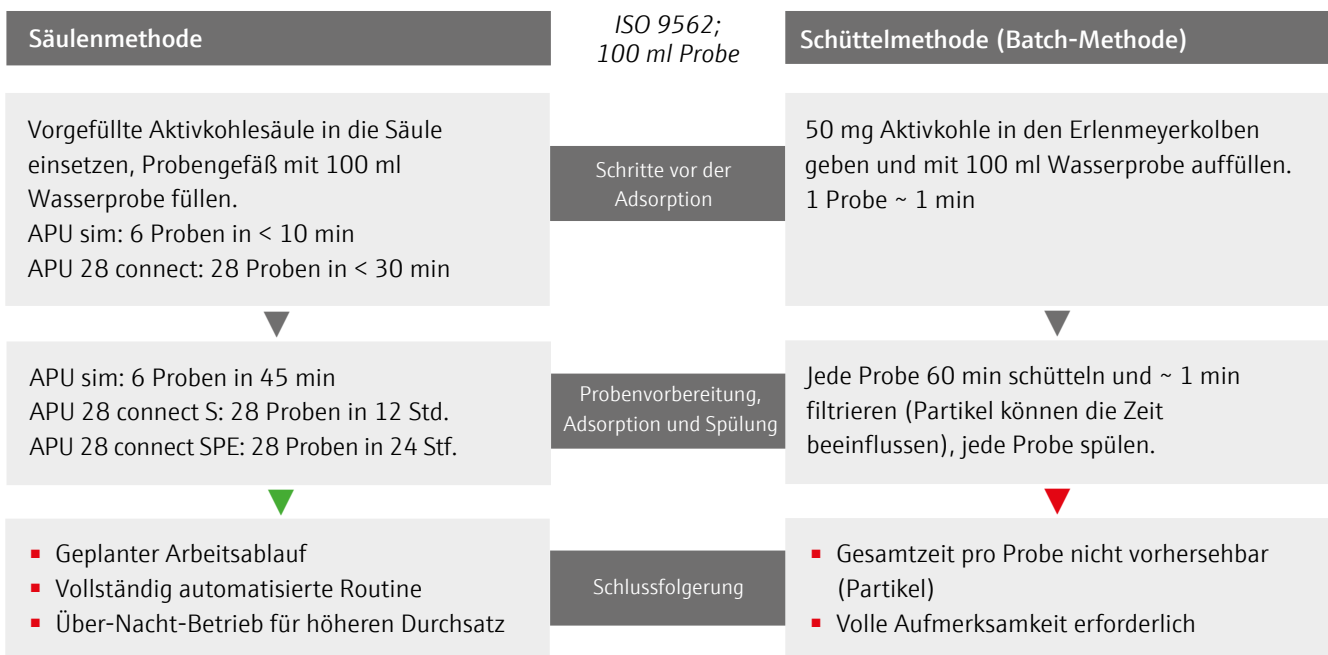 Säulenmethode
ISO 9562;
100 ml Probe
Schüttelmethode (Batch-Methode)
Vorgefüllte Aktivkohlesäule in die Säule
einsetzen, Probengefäß mit 100 ml
Wasserprobe füllen.
APU sim: 6 Proben in < 10 min
APU 28 connect: 28 Proben in < 30 min
Schritte vor der
Adsorption
50 mg Aktivkohle in den Erlenmeyerkolben
geben und mit 100 ml Wasserprobe auffüllen.
1 Probe ~ 1 min
APU sim: 6 Proben in 45 min
APU 28 connect S: 28 Proben in 12 Std.
APU 28 connect SPE: 28 Proben in 24 Stf.
Probenvorbereitung,
Adsorption und Spülung
Jede Probe 60 min schütteln und ~ 1 min
filtrieren (Partikel können die Zeit
beeinflussen), jede Probe spülen.
▪ Geplanter Arbeitsablauf
▪ Vollständig automatisierte Routine
▪ Über-Nacht-Betrieb für höheren Durchsatz
Schlussfolgerung
▪ Gesamtzeit pro Probe nicht vorhersehbar
(Partikel)
▪ Volle Aufmerksamkeit erforderlich